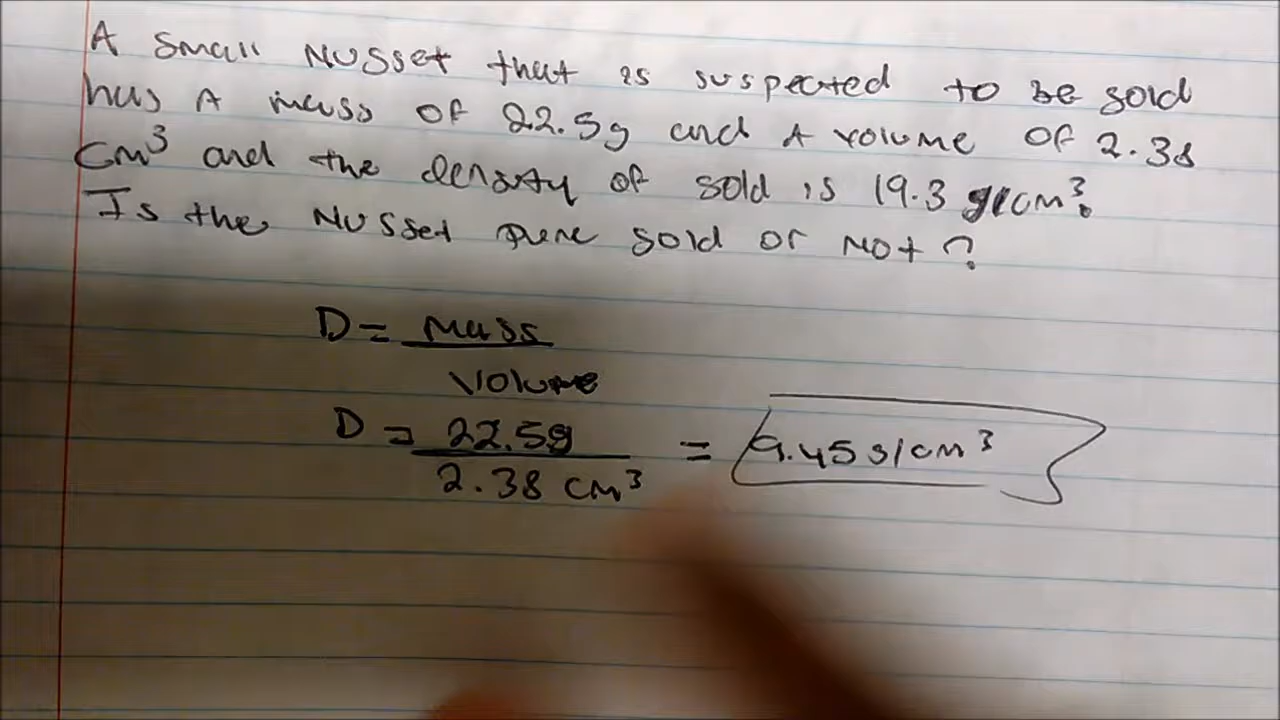 A small Nugget that is suspected to be gold
has A mass of 22.5g and A volume of 2.38
cm³ and the density of gold is 19.3 g/cm³.
Is the Nugget pure gold or Not?
D = mass
Volume
D = 22.5g = 9.45 g/cm³
2.38 cm³